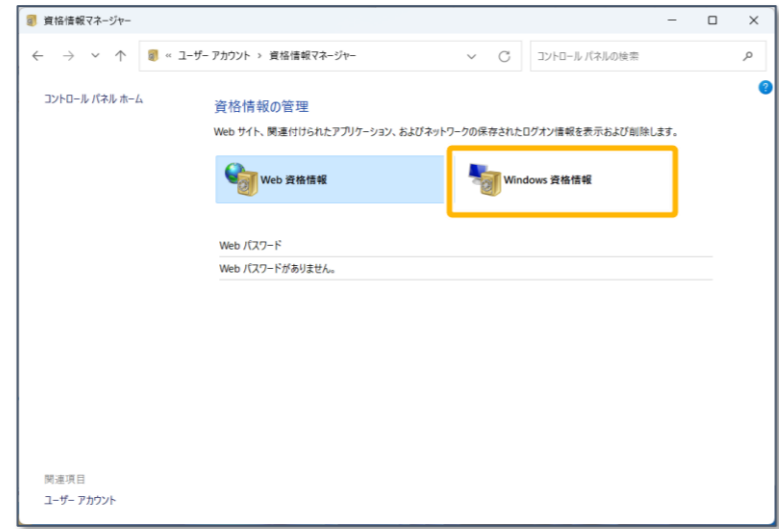 資格情報マネージャー
« ユーザー アカウント > 資格情報マネージャー
コントロール パネルの検索
コントロール パネル ホーム
資格情報の管理
Web サイト、関連付けられたアプリケーション、およびネットワークの保存されたログオン情報を表示および削除します。
Web 資格情報
Windows 資格情報
Web パスワード
Web パスワードがありません。
関連項目
ユーザー アカウント